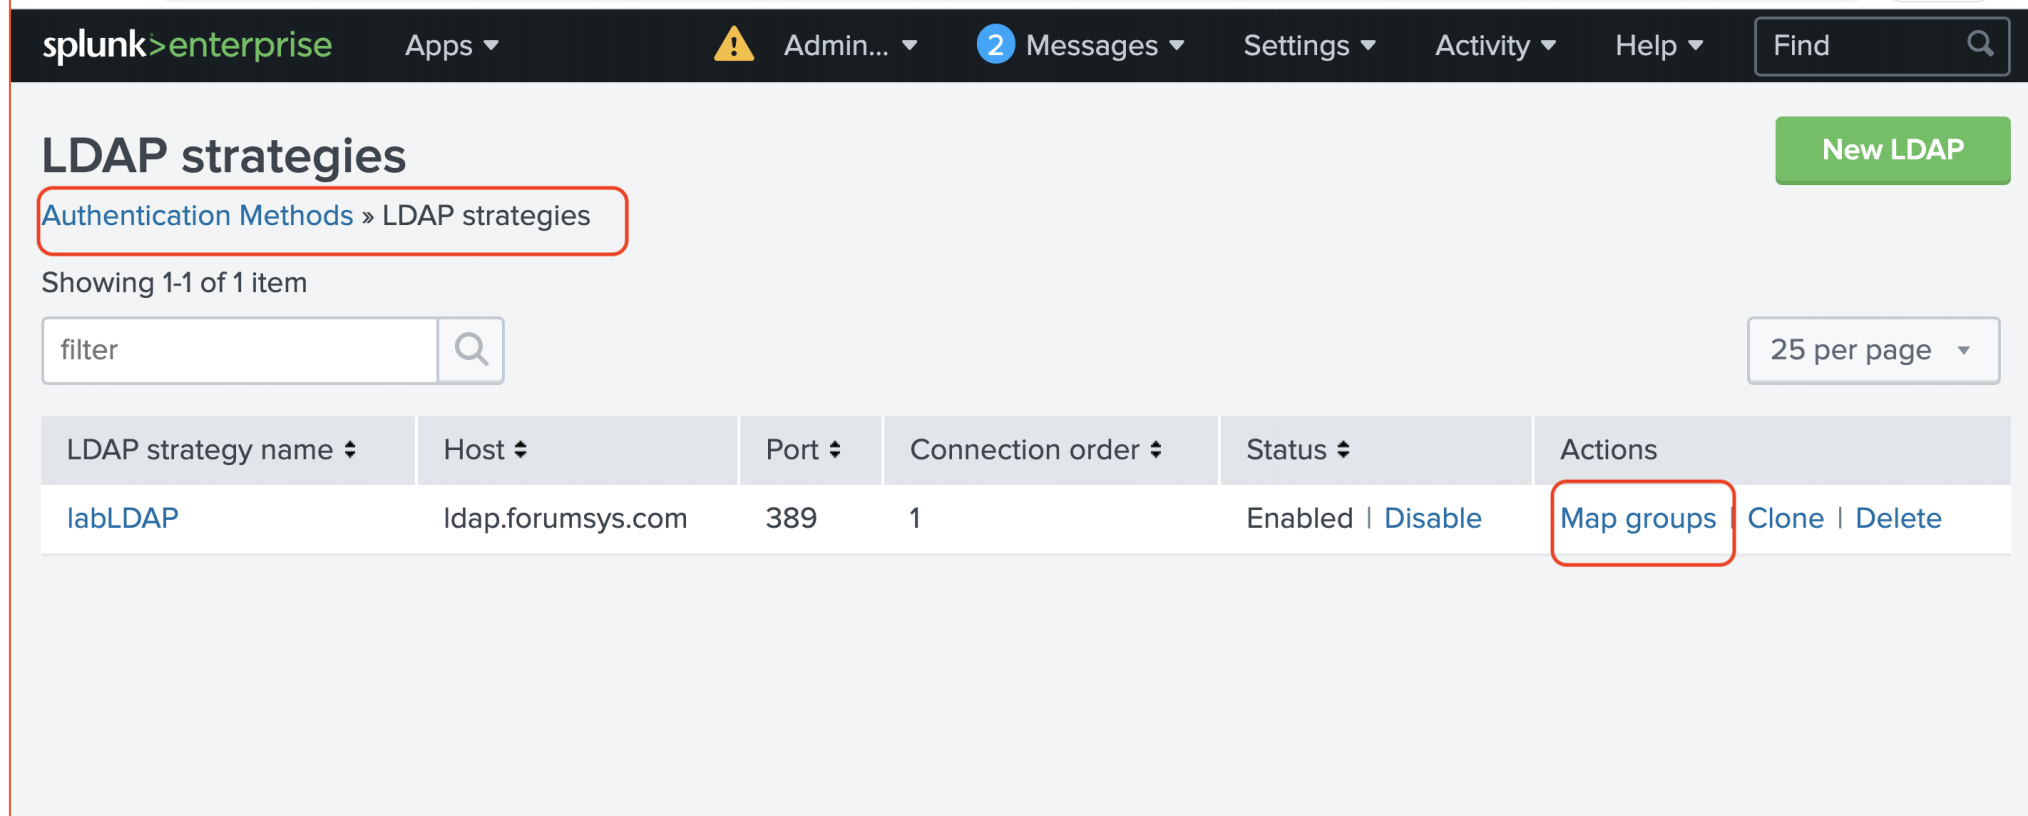 splunk>enterprise Apps Admin... 2 Messages Settings Activity Help Find
LDAP strategies
New LDAP
Authentication Methods » LDAP strategies
Showing 1-1 of 1 item
filter
25 per page
LDAP strategy name Host Port Connection order Status Actions
labLDAP ldap.forumsys.com 389 1 Enabled | Disable Map groups | Clone | Delete